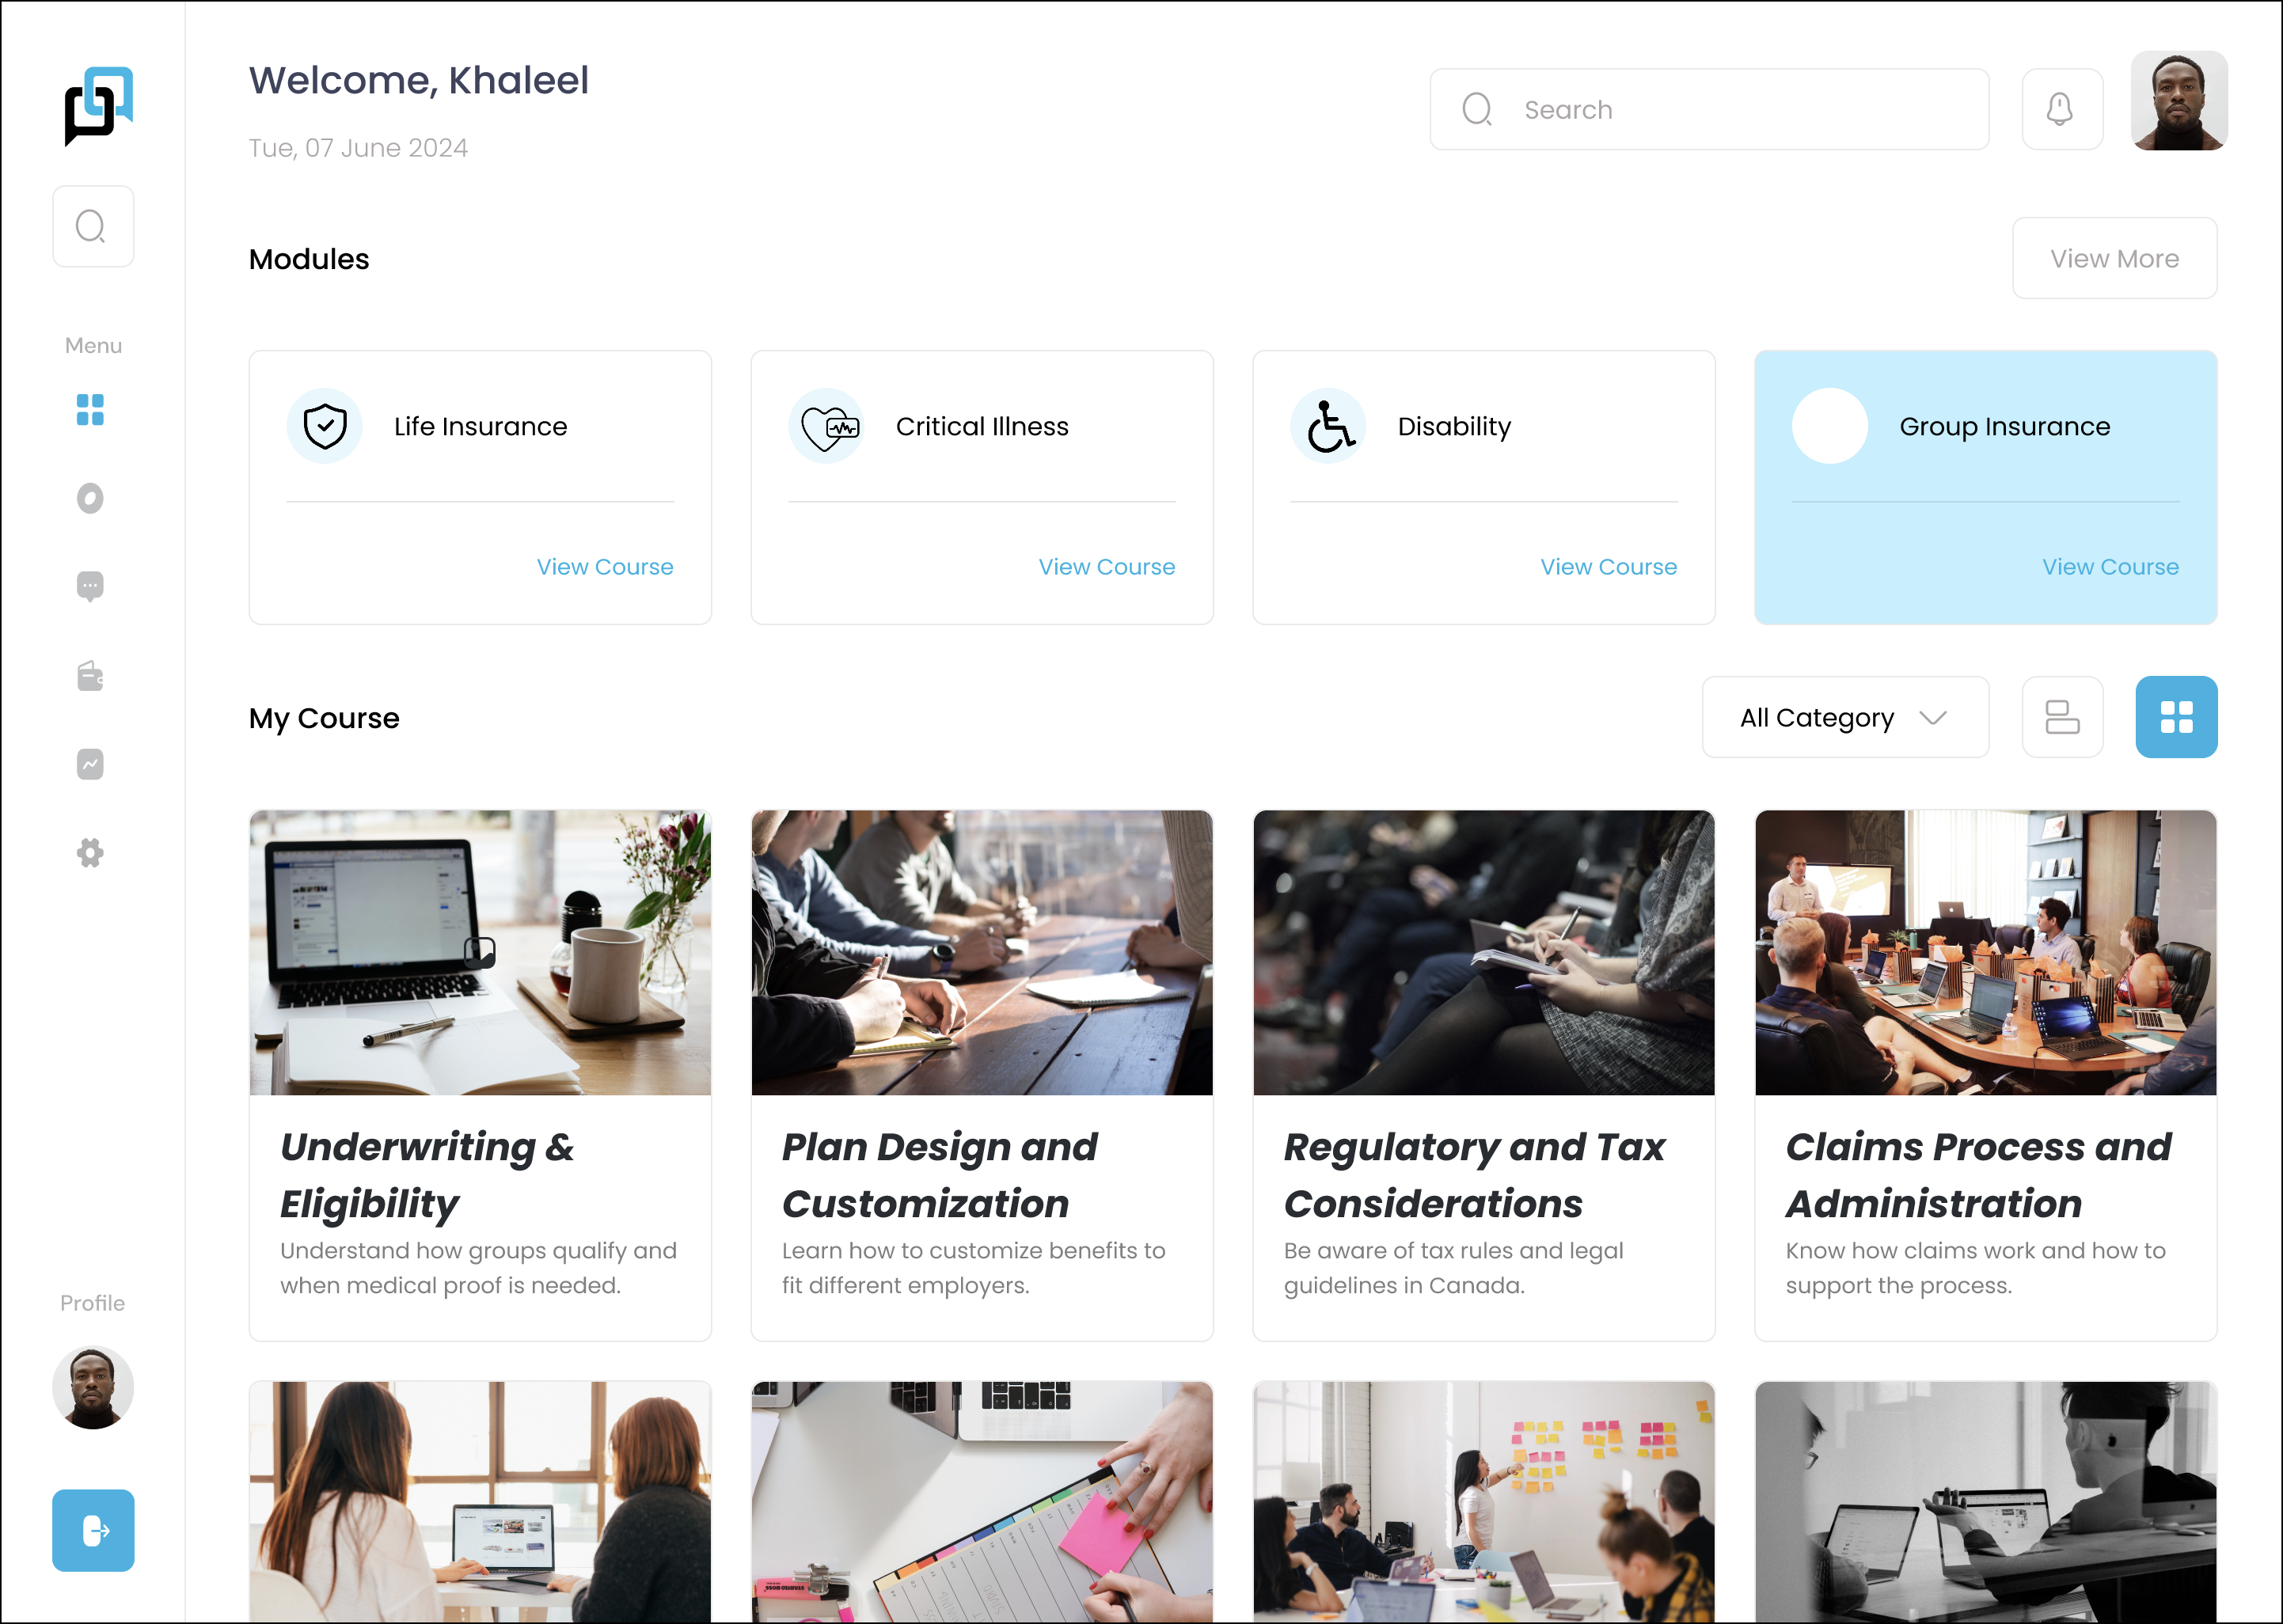 Welcome, Khaleel
Tue, 07 June 2024
Search
Modules
View More
Menu
Life Insurance
View Course
Critical Illness
View Course
Disability
View Course
Group Insurance
View Course
My Course
All Category
Underwriting &
Eligibility
Understand how groups qualify and
when medical proof is needed.
Plan Design and
Customization
Learn how to customize benefits to
fit different employers.
Regulatory and Tax
Considerations
Be aware of tax rules and legal
guidelines in Canada.
Claims Process and
Administration
Know how claims work and how to
support the process.
Profile